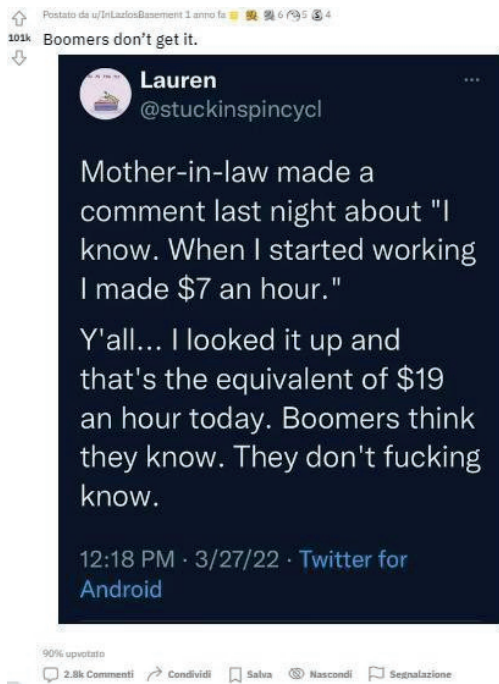 Postato da u/InLazlosBasement 1 anno fa 6 5 4
101k
Boomers don't get it.
Lauren
@stuckinspincycl
Mother-in-law made a
comment last night about "I
know. When I started working
I made $7 an hour."
Y'all... I looked it up and
that's the equivalent of $19
an hour today. Boomers think
they know. They don't fucking
know.
12:18 PM · 3/27/22 · Twitter for
Android
90% upvotato
2.8k Commenti Condividi Salva Nascondi Segnalazione